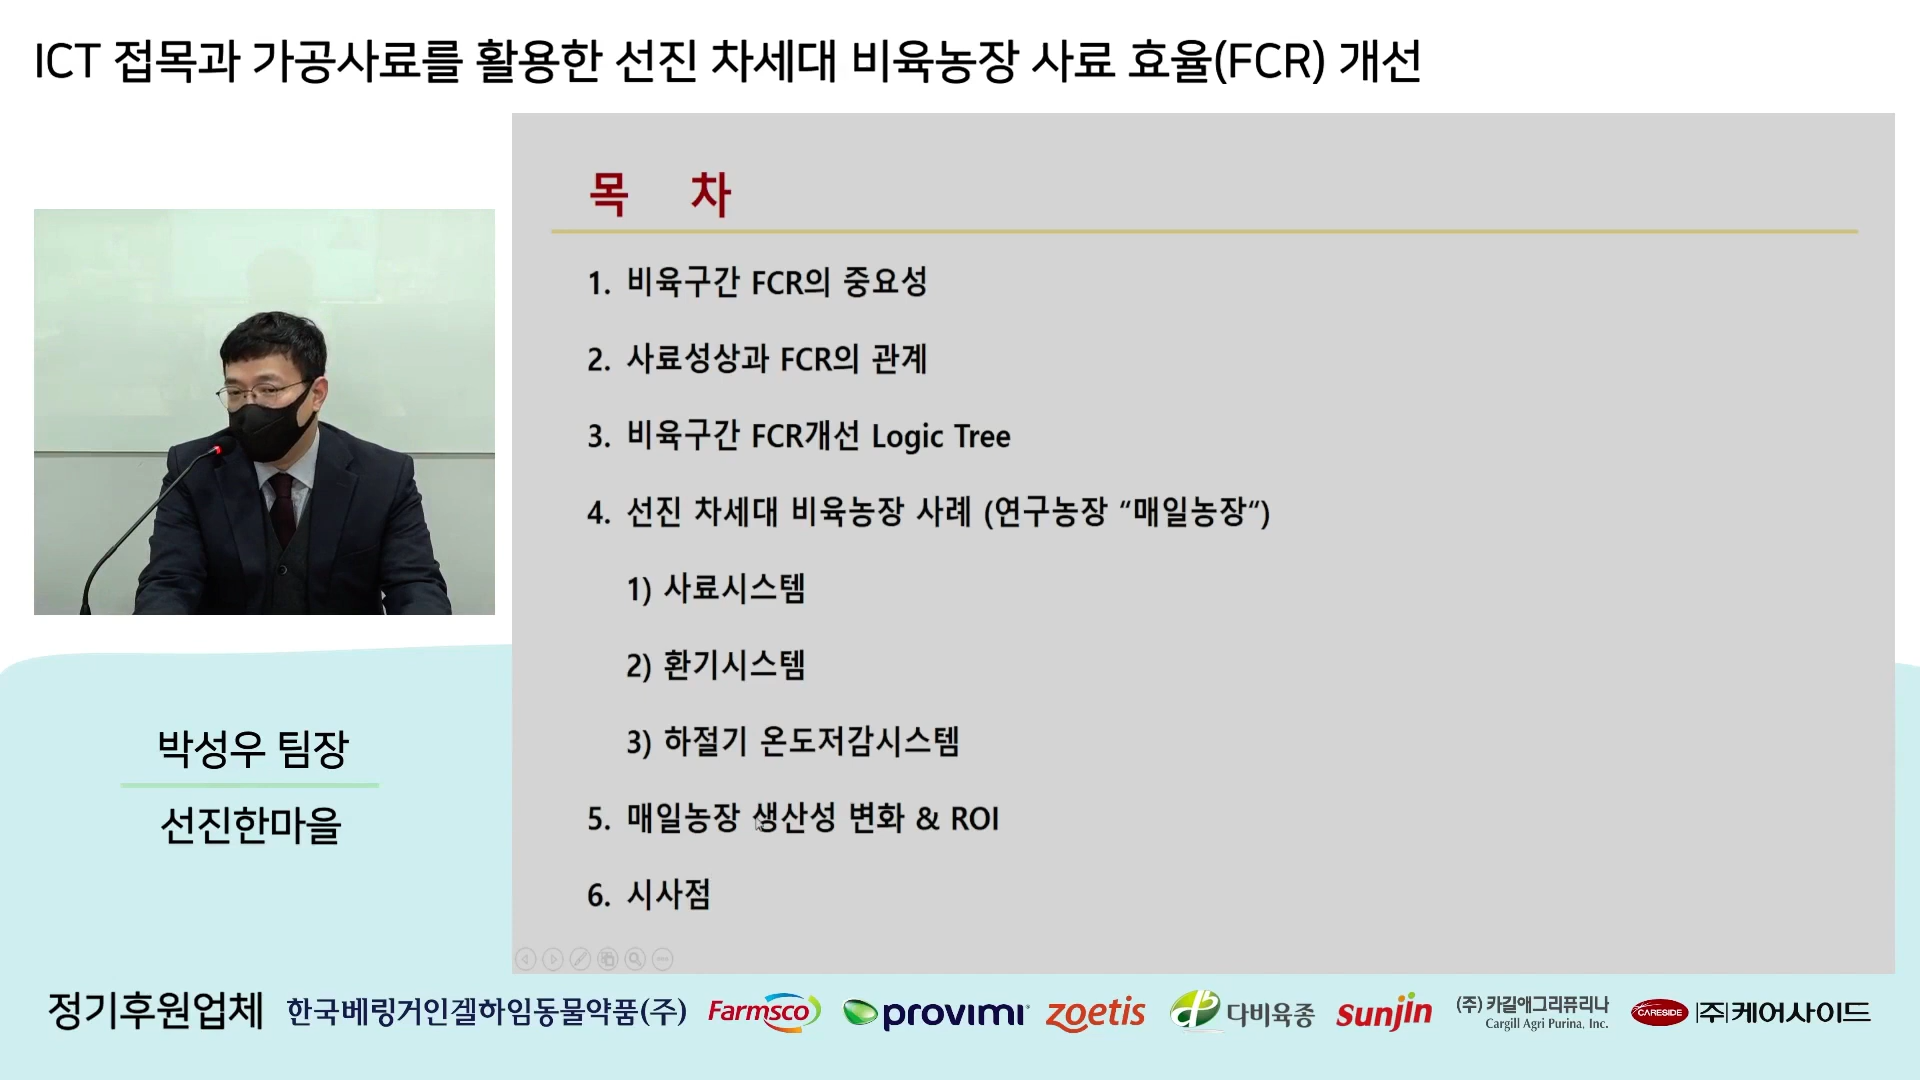 ICT 접목과 가공사료를 활용한 선진 차세대 비육농장 사료 효율(FCR) 개선
목 차
1. 비육구간 FCR의 중요성
2. 사료성상과 FCR의 관계
3. 비육구간 FCR개선 Logic Tree
4. 선진 차세대 비육농장 사례 (연구농장 “매일농장“)
1) 사료시스템
2) 환기시스템
3) 하절기 온도저감시스템
5. 매일농장 생산성 변화 & ROI
6. 시사점
박성우 팀장
선진한마을
정기후원업체 한국베링거인겔하임동물약품(주) Farmsco provimi zoetis 다비육종 sunjin (주) 카길애그리퓨리나 Cargill Agri Purina, Inc. CARESIDE (주)케어사이드